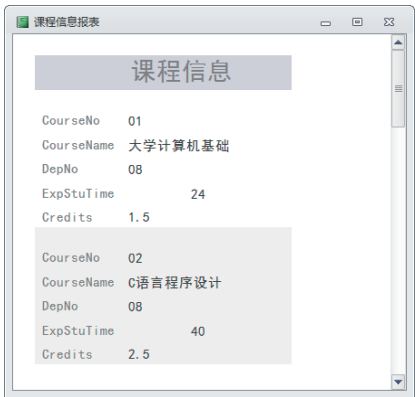 课程信息报表
课程信息
CourseNo 01
CourseName 大学计算机基础
DepNo 08
ExpStuTime 24
Credits 1.5
CourseNo 02
CourseName C语言程序设计
DepNo 08
ExpStuTime 40
Credits 2.5